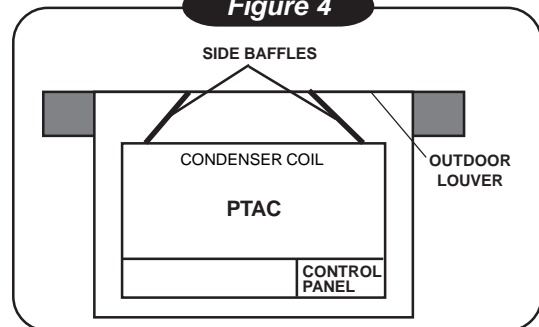 Figure 4
SIDE BAFFLES
CONDENSER COIL
OUTDOOR
LOUVER
PTAC
CONTROL
PANEL